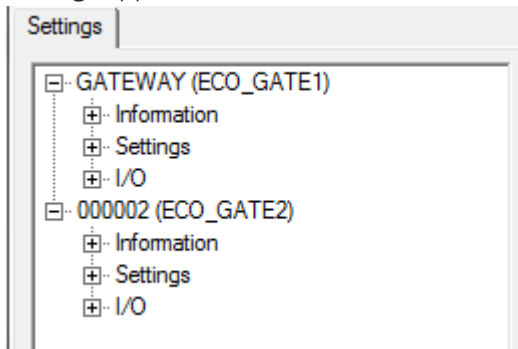 Settings
GATEWAY (ECO_GATE1)
Information
Settings
I/O
000002 (ECO_GATE2)
Information
Settings
I/O